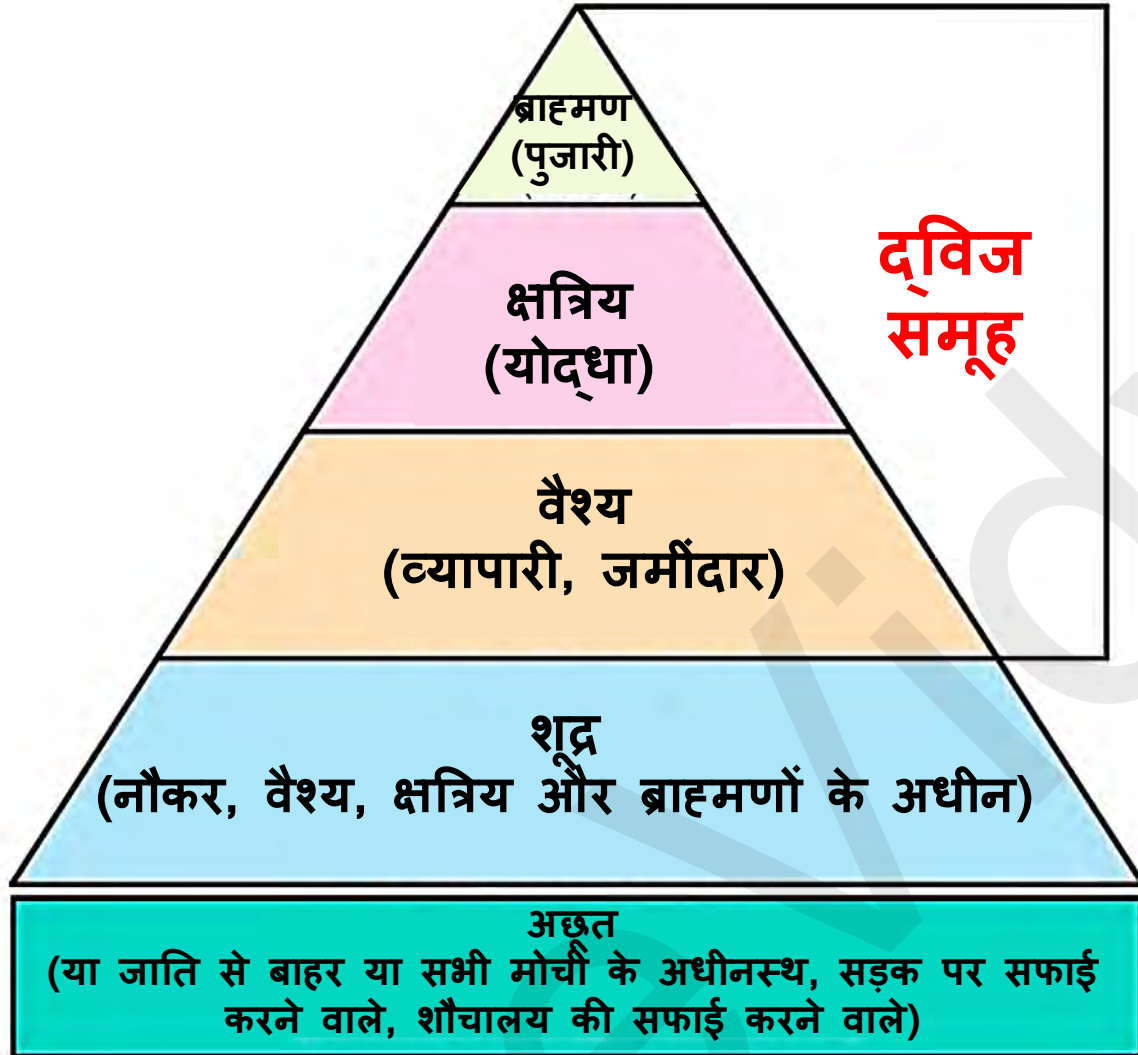 ब्राह्मण
(पुजारी)
क्षत्रिय
(योद्धा)
द्विज
समूह
वैश्य
(व्यापारी, जमींदार)
शूद्र
(नौकर, वैश्य, क्षत्रिय और ब्राह्मणों के अधीन)
अछूत
(या जाति से बाहर या सभी मोची के अधीनस्थ, सड़क पर सफाई
करने वाले, शौचालय की सफाई करने वाले)